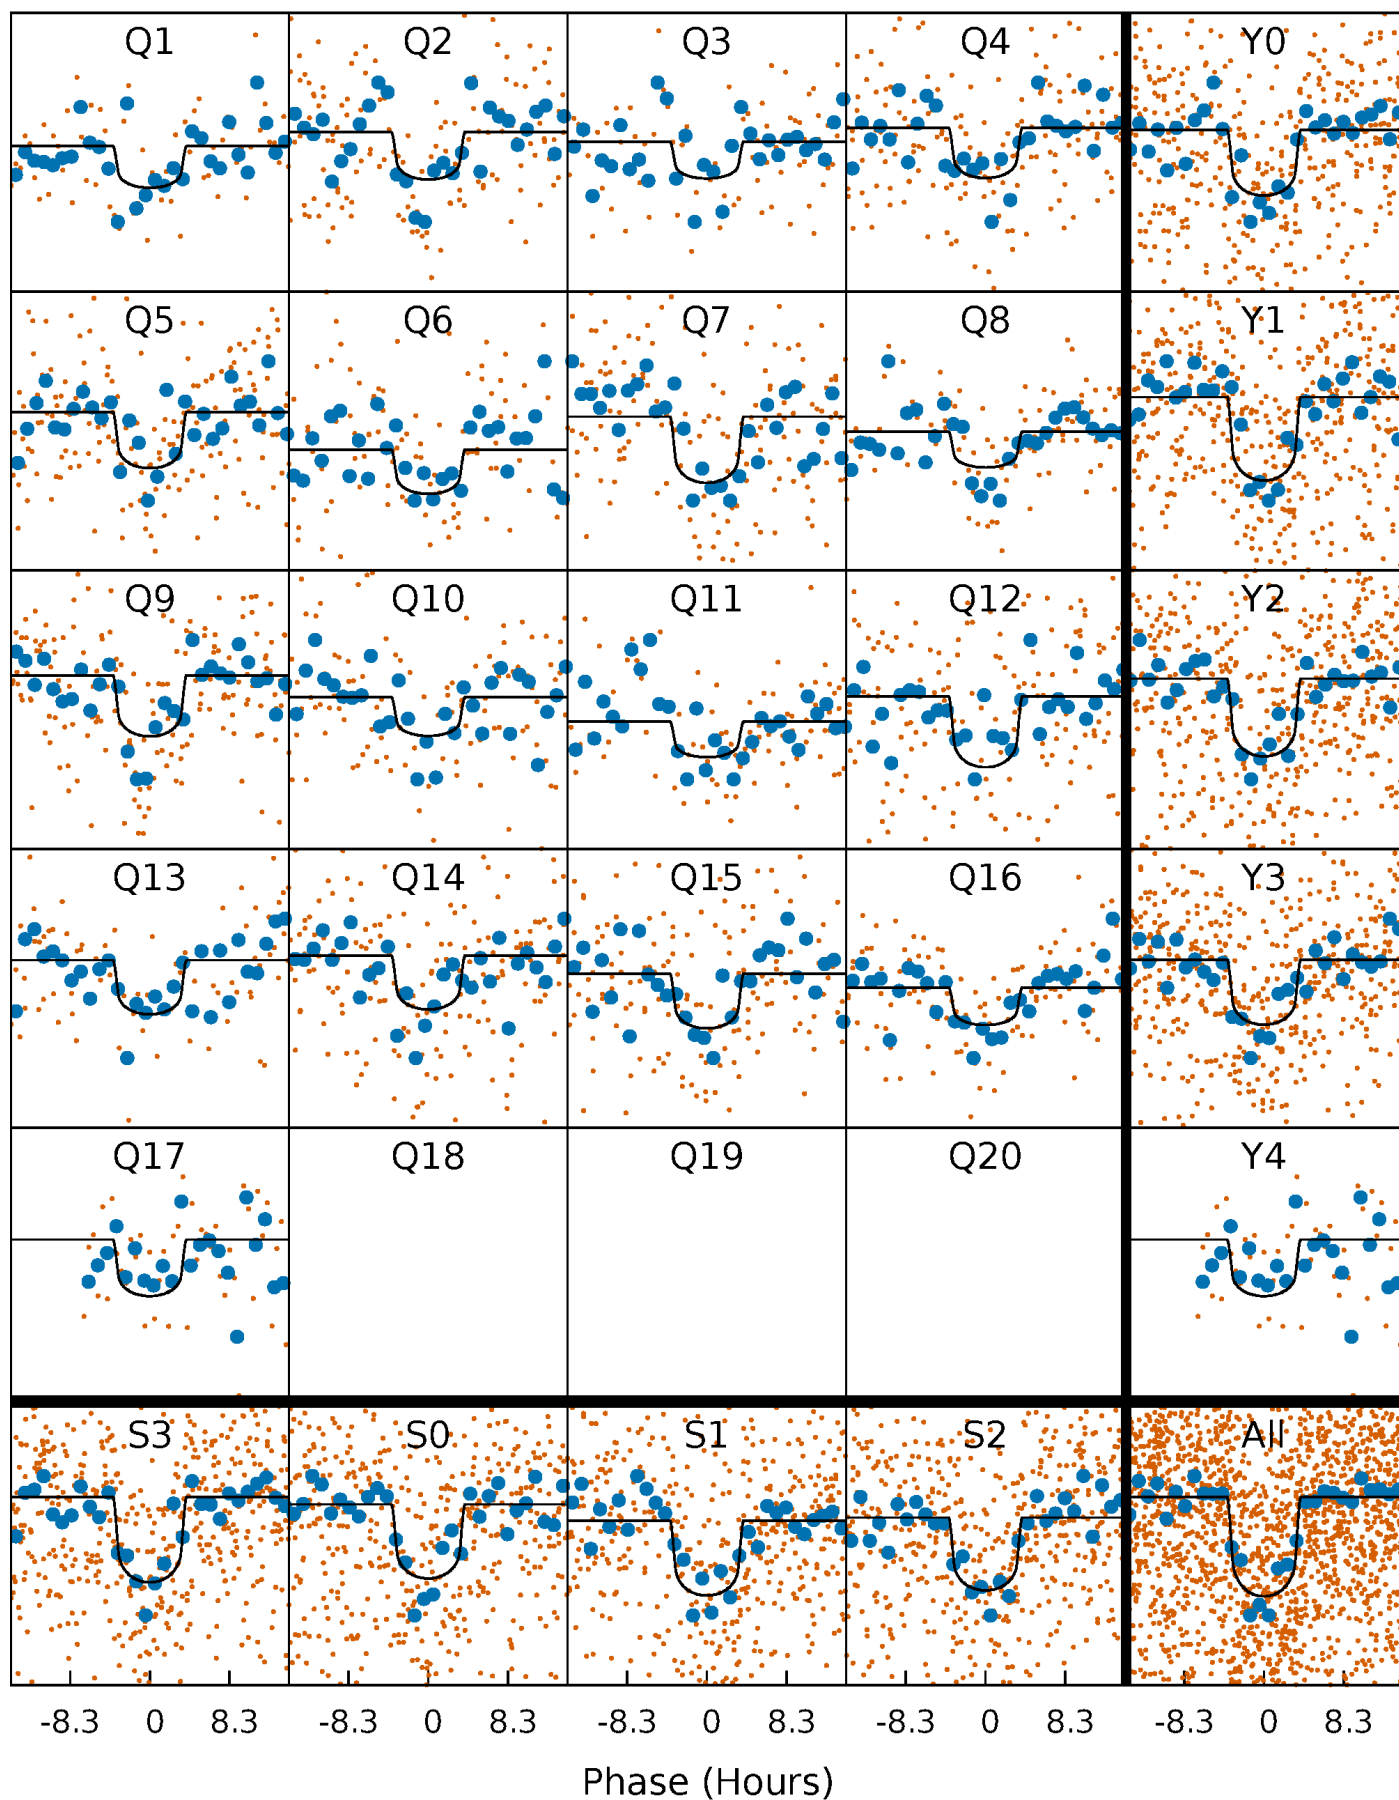 Q1 Q2 Q3 Q4 Y0
Q5 Q6 Q7 Q8 Y1
Q9 Q10 Q11 Q12 Y2
Q13 Q14 Q15 Q16 Y3
Q17 Q18 Q19 Q20 Y4
S3 S0 S1 S2 All
-8.3 0 8.3 -8.3 0 8.3 -8.3 0 8.3 -8.3 0 8.3 -8.3 0 8.3
Phase (Hours)